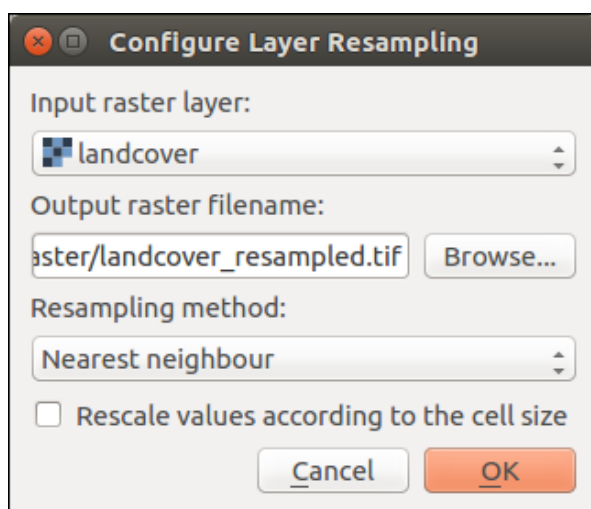 Configure Layer Resampling
Input raster layer:
landcover
Output raster filename:
aster/landcover_resampled.tif Browse...
Resampling method:
Nearest neighbour
Rescale values according to the cell size
Cancel OK